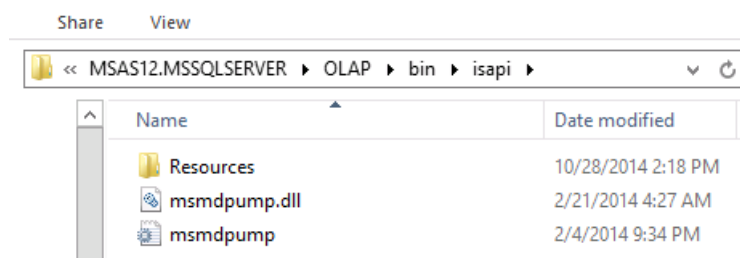 Share View
« MSAS12.MSSQLSERVER ▸ OLAP ▸ bin ▸ isapi ▸
Name Date modified
Resources 10/28/2014 2:18 PM
msmdpump.dll 2/21/2014 4:27 AM
msmdpump 2/4/2014 9:34 PM